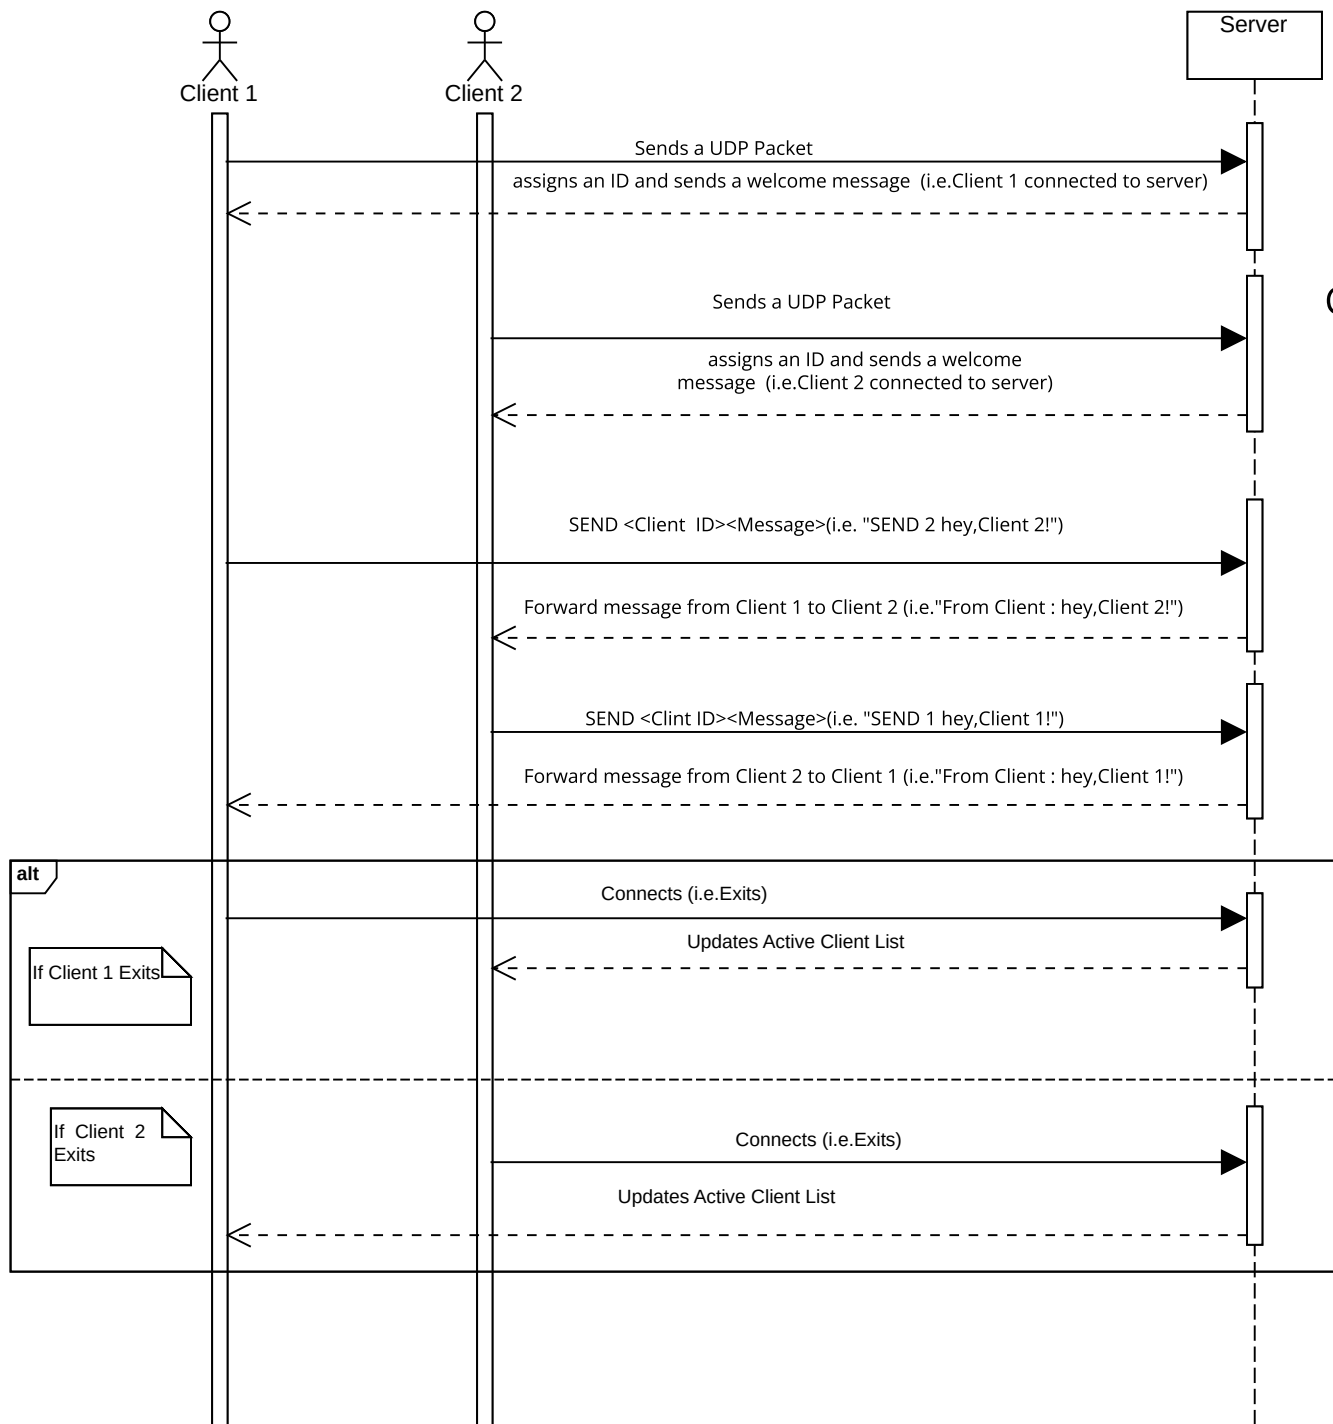 Client 1
Client 2
Server
Sends a UDP Packet
assigns an ID and sends a welcome message  (i.e.Client 1 connected to server)
Sends a UDP Packet
assigns an ID and sends a welcome
message  (i.e.Client 2 connected to server)
SEND <Client  ID><Message>(i.e. "SEND 2 hey,Client 2!")
Forward message from Client 1 to Client 2 (i.e."From Client : hey,Client 2!")
SEND <Clint ID><Message>(i.e. "SEND 1 hey,Client 1!")
Forward message from Client 2 to Client 1 (i.e."From Client : hey,Client 1!")
alt
Connects (i.e.Exits)
Updates Active Client List
If Client 1 Exits
If  Client  2
Exits
Connects (i.e.Exits)
Updates Active Client List